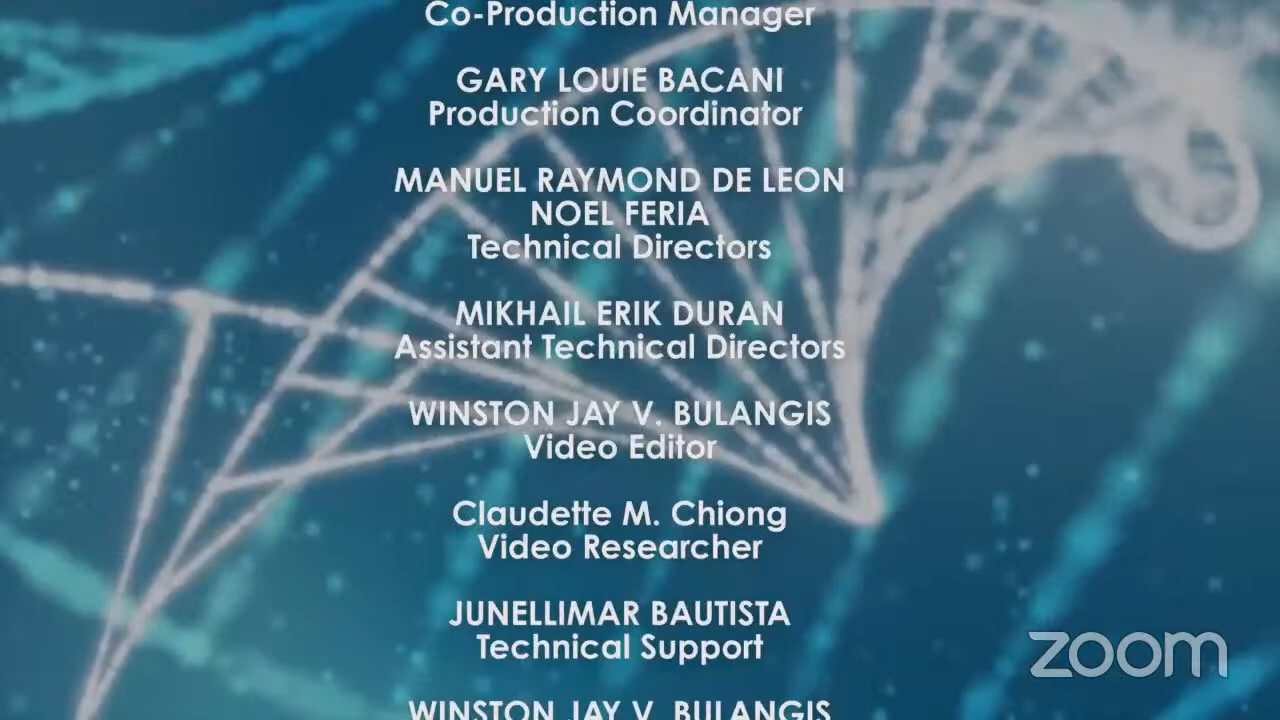 Co-Production Manager
GARY LOUIE BACANI
Production Coordinator
MANUEL RAYMOND DE LEON
NOEL FERIA
Technical Directors
MIKHAIL ERIK DURAN
Assistant Technical Directors
WINSTON JAY V. BULANGIS
Video Editor
Claudette M. Chiong
Video Researcher
JUNELLIMAR BAUTISTA
Technical Support
zoom
WINSTON JAY V. BULANGIS